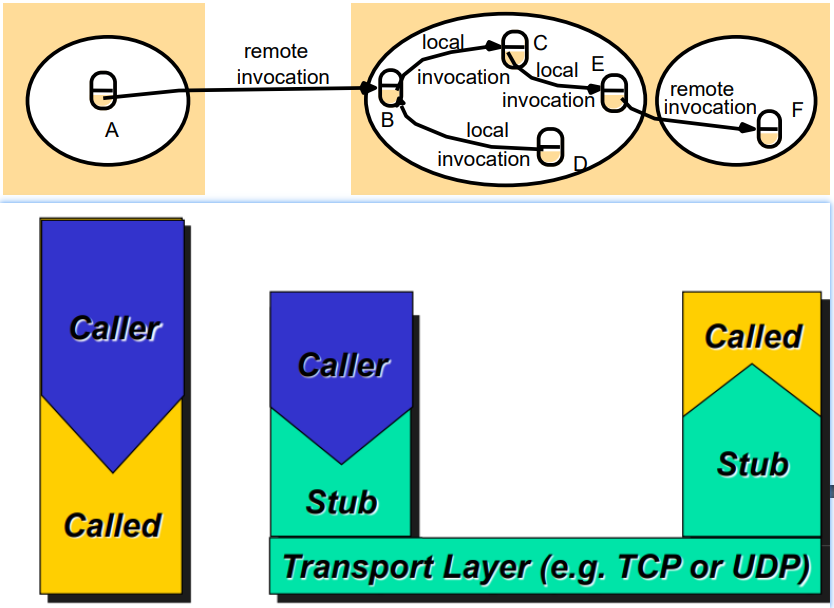 remote
invocation
A
B
local
invocation
C
local
invocation
E
local
invocation
D
remote
invocation
F
Caller
Called
Caller
Stub
Called
Stub
Transport Layer (e.g. TCP or UDP)